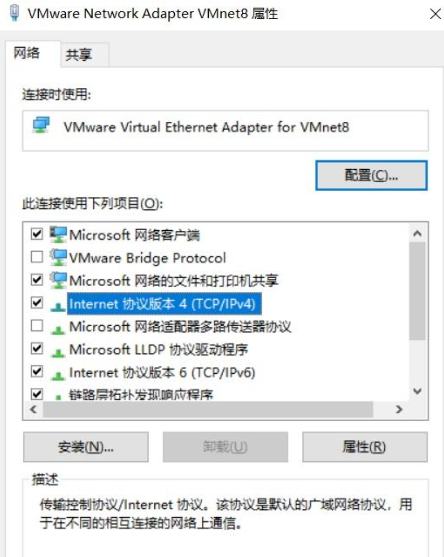 VMware Network Adapter VMnet8 属性
网络
共享
连接时使用:
VMware Virtual Ethernet Adapter for VMnet8
配置(C)...
此连接使用下列项目(O):
Microsoft 网络客户端
VMware Bridge Protocol
Microsoft 网络的文件和打印机共享
Internet 协议版本 4 (TCP/IPv4)
Microsoft 网络适配器多路传送器协议
Microsoft LLDP 协议驱动程序
Internet 协议版本 6 (TCP/IPv6)
链路层拓扑发现响应程序
安装(N)...
卸载(U)
属性(R)
描述
传输控制协议/Internet 协议。该协议是默认的广域网络协议，用
于在不同的相互连接的网络上通信。